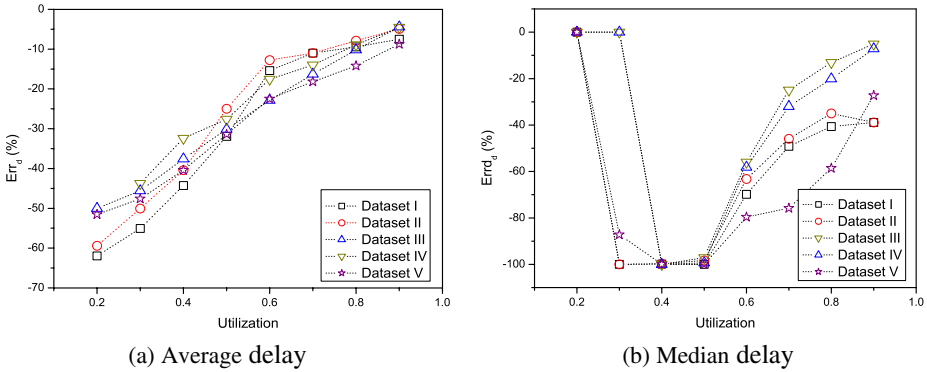 0
-10
-20
-30
-40
-50
-60
-70
Err_d (%)
0.2 0.4 0.6 0.8 1.0
Utilization
Dataset I
Dataset II
Dataset III
Dataset IV
Dataset V
(a) Average delay
0
-20
-40
-60
-80
-100
Errd_d (%)
0.2 0.4 0.6 0.8 1.0
Utilization
Dataset I
Dataset II
Dataset III
Dataset IV
Dataset V
(b) Median delay